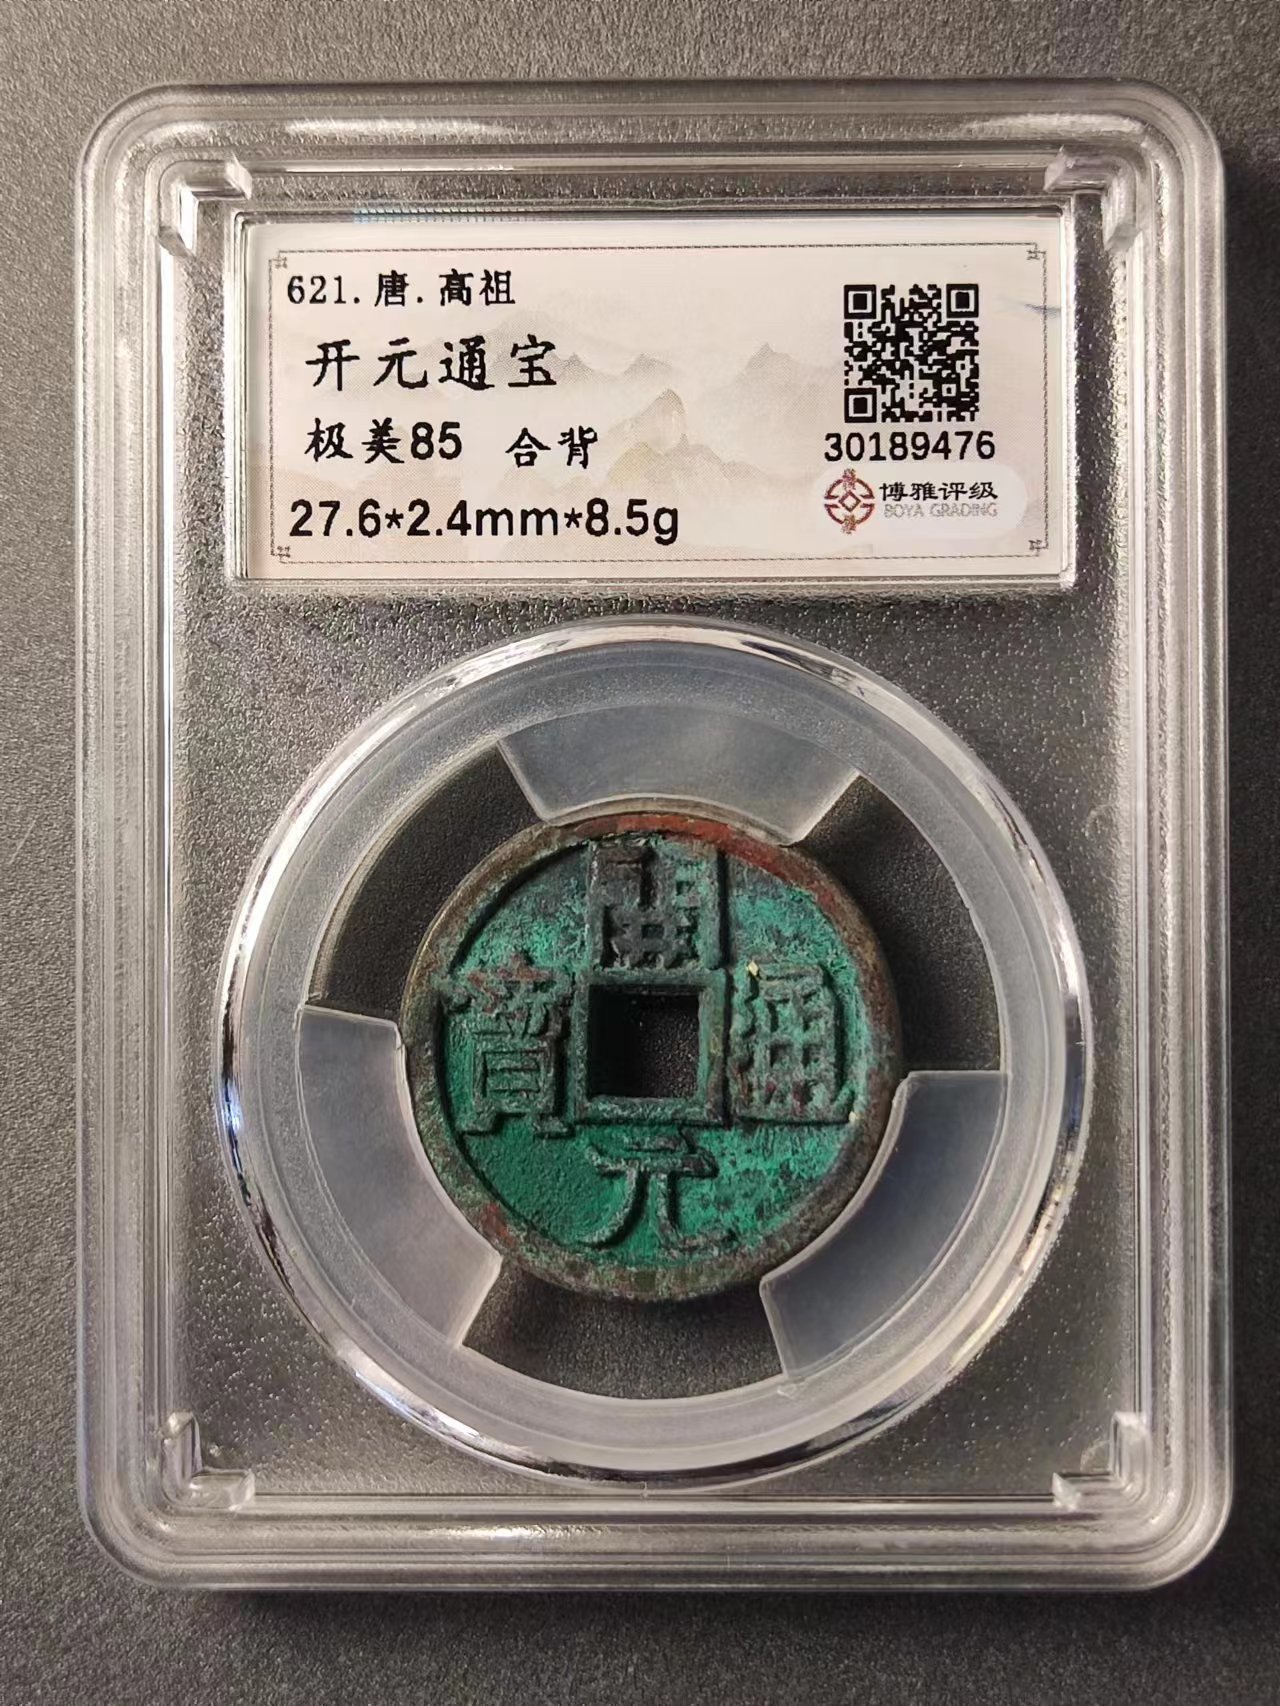 621.唐.高祖
开元通宝
极美85 合背
27.6*2.4mm*8.5g
30189476
博雅评级
BOYA GRADING
開
寶 通
元